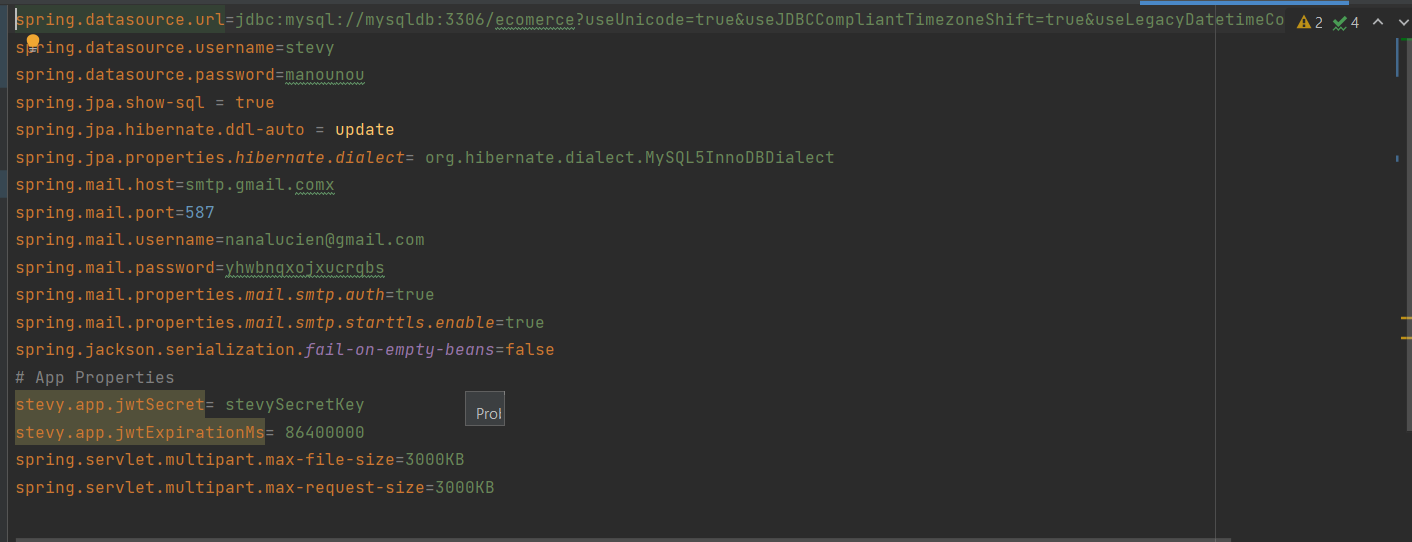 spring.datasource.url=jdbc:mysql://mysqldb:3306/ecomerce?useUnicode=true&useJDBCCompliantTimezoneShift=true&useLegacyDatetimeCo 2 4
spring.datasource.username=stevy
spring.datasource.password=manounou
spring.jpa.show-sql = true
spring.jpa.hibernate.ddl-auto = update
spring.jpa.properties.hibernate.dialect= org.hibernate.dialect.MySQL5InnoDBDialect
spring.mail.host=smtp.gmail.comx
spring.mail.port=587
spring.mail.username=nanalucien@gmail.com
spring.mail.password=yhwbnqxojxucrqbs
spring.mail.properties.mail.smtp.auth=true
spring.mail.properties.mail.smtp.starttls.enable=true
spring.jackson.serialization.fail-on-empty-beans=false
# App Properties
stevy.app.jwtSecret= stevySecretKey
Prol
stevy.app.jwtExpirationMs= 86400000
spring.servlet.multipart.max-file-size=3000KB
spring.servlet.multipart.max-request-size=3000KB